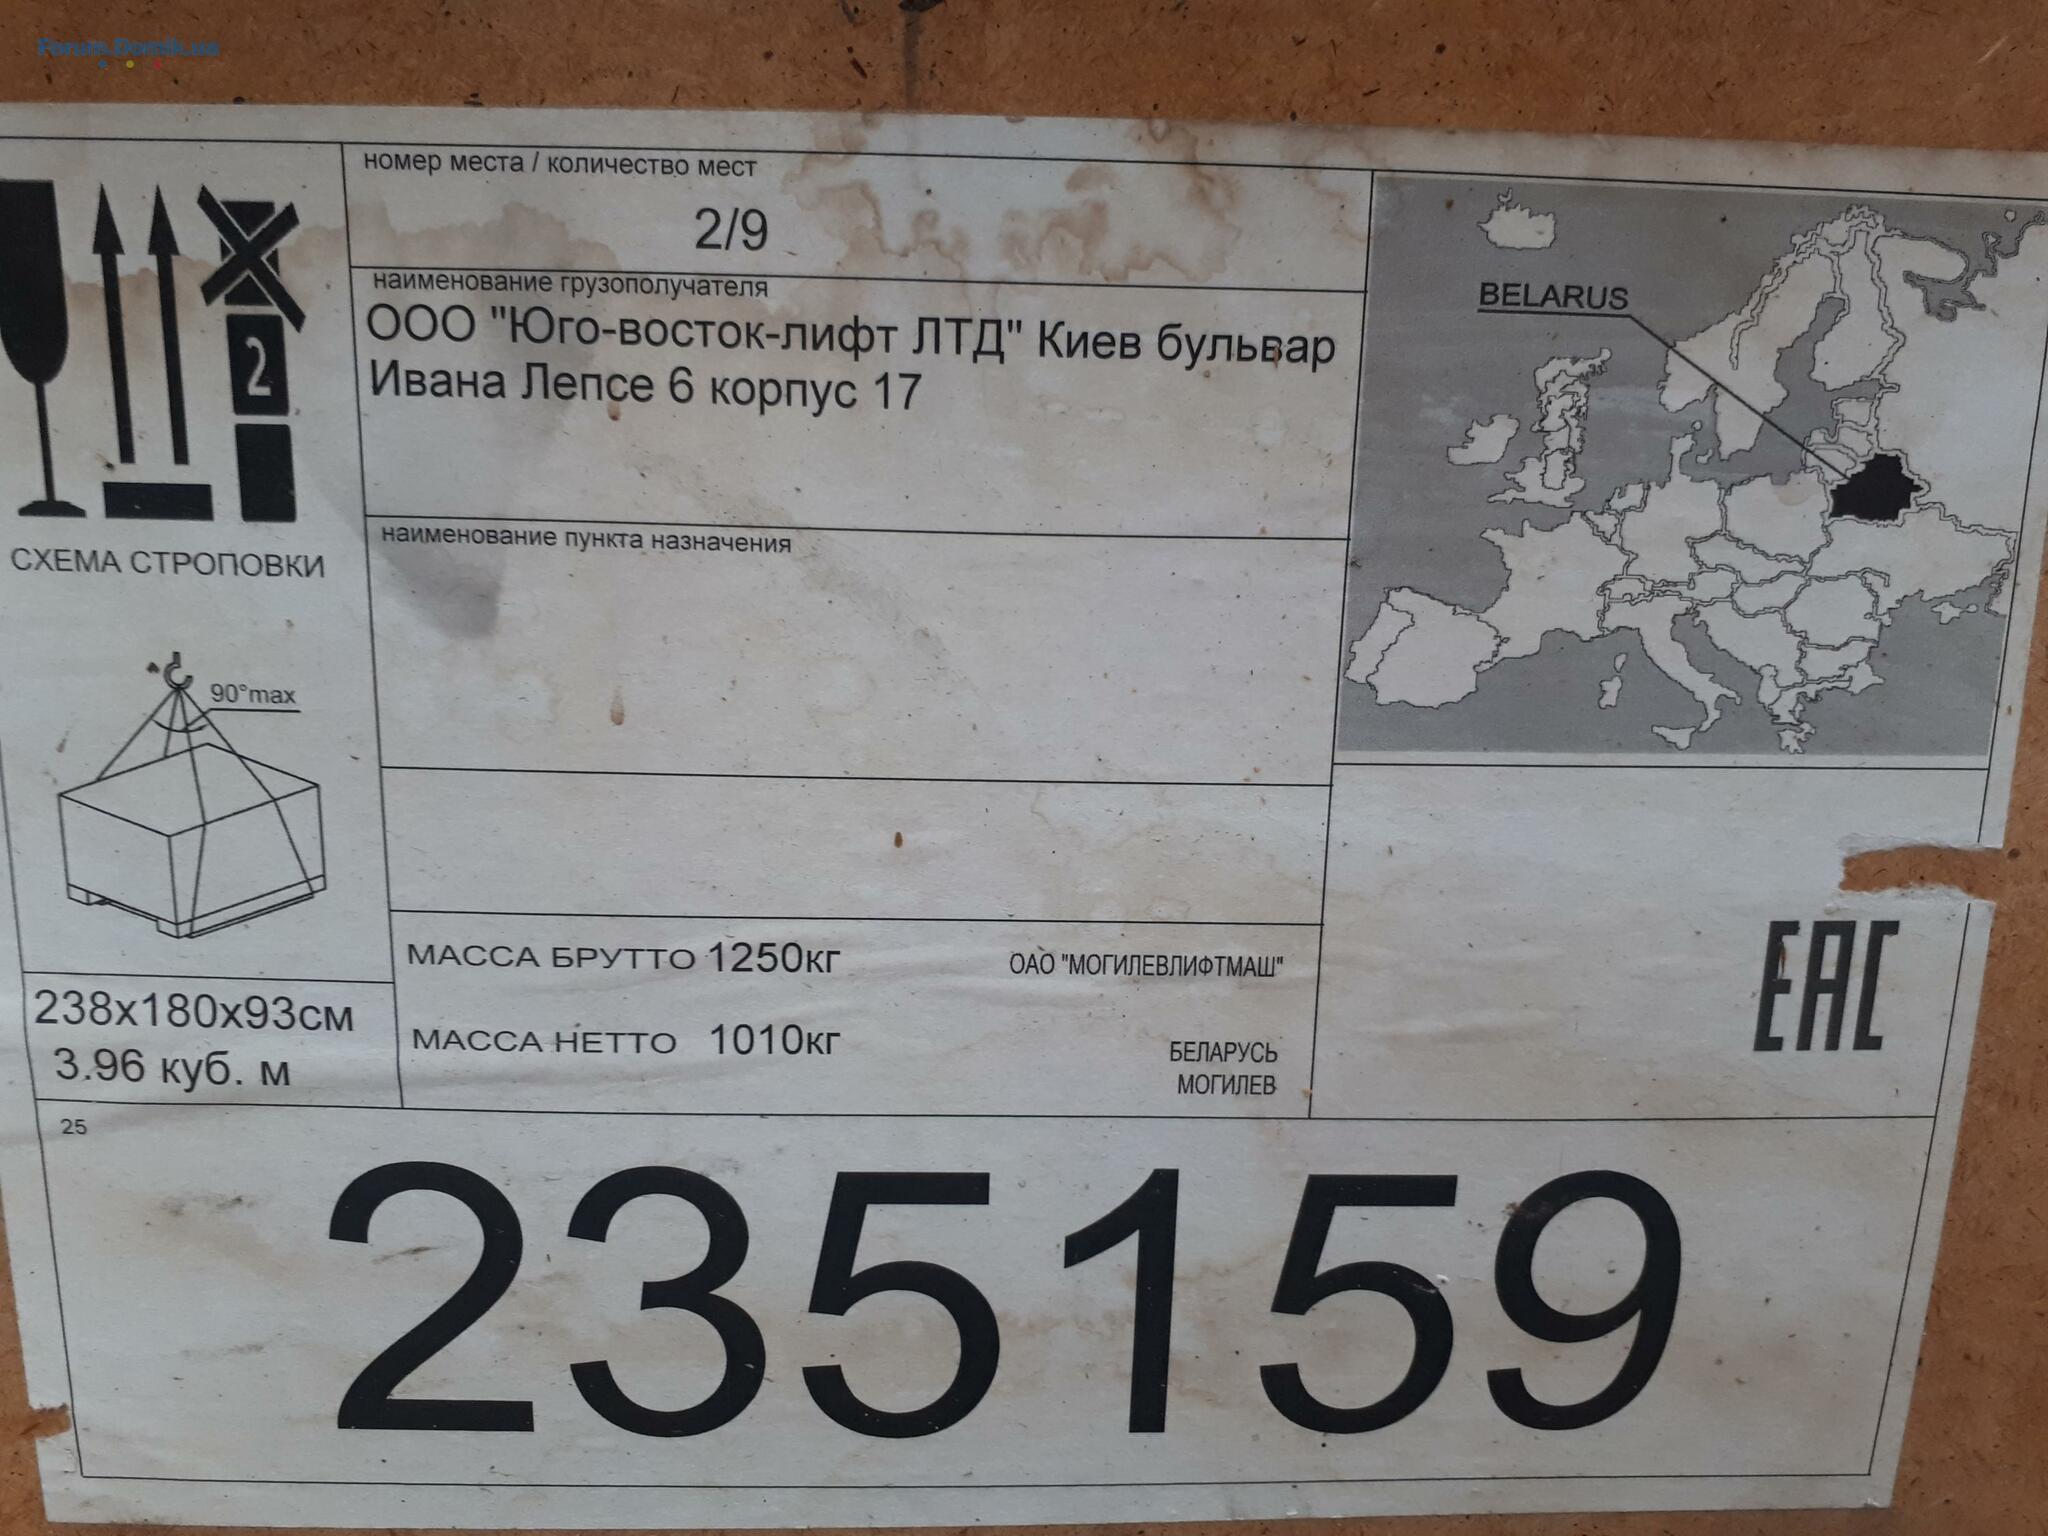 Forum.Domik.ua
номер места / количество мест
2/9
наименование грузополучателя
ООО "Юго-восток-лифт ЛТД" Киев бульвар
Ивана Лепсе 6 корпус 17
BELARUS
2
СХЕМА СТРОПОВКИ
наименование пункта назначения
90°max
МАССА БРУТТО 1250кг
ОАО "МОГИЛЕВЛИФТМАШ"
EAC
238x180x93см
3.96 куб. м
МАССА НЕТТО 1010кг
БЕЛАРУСЬ
МОГИЛЕВ
25
235159